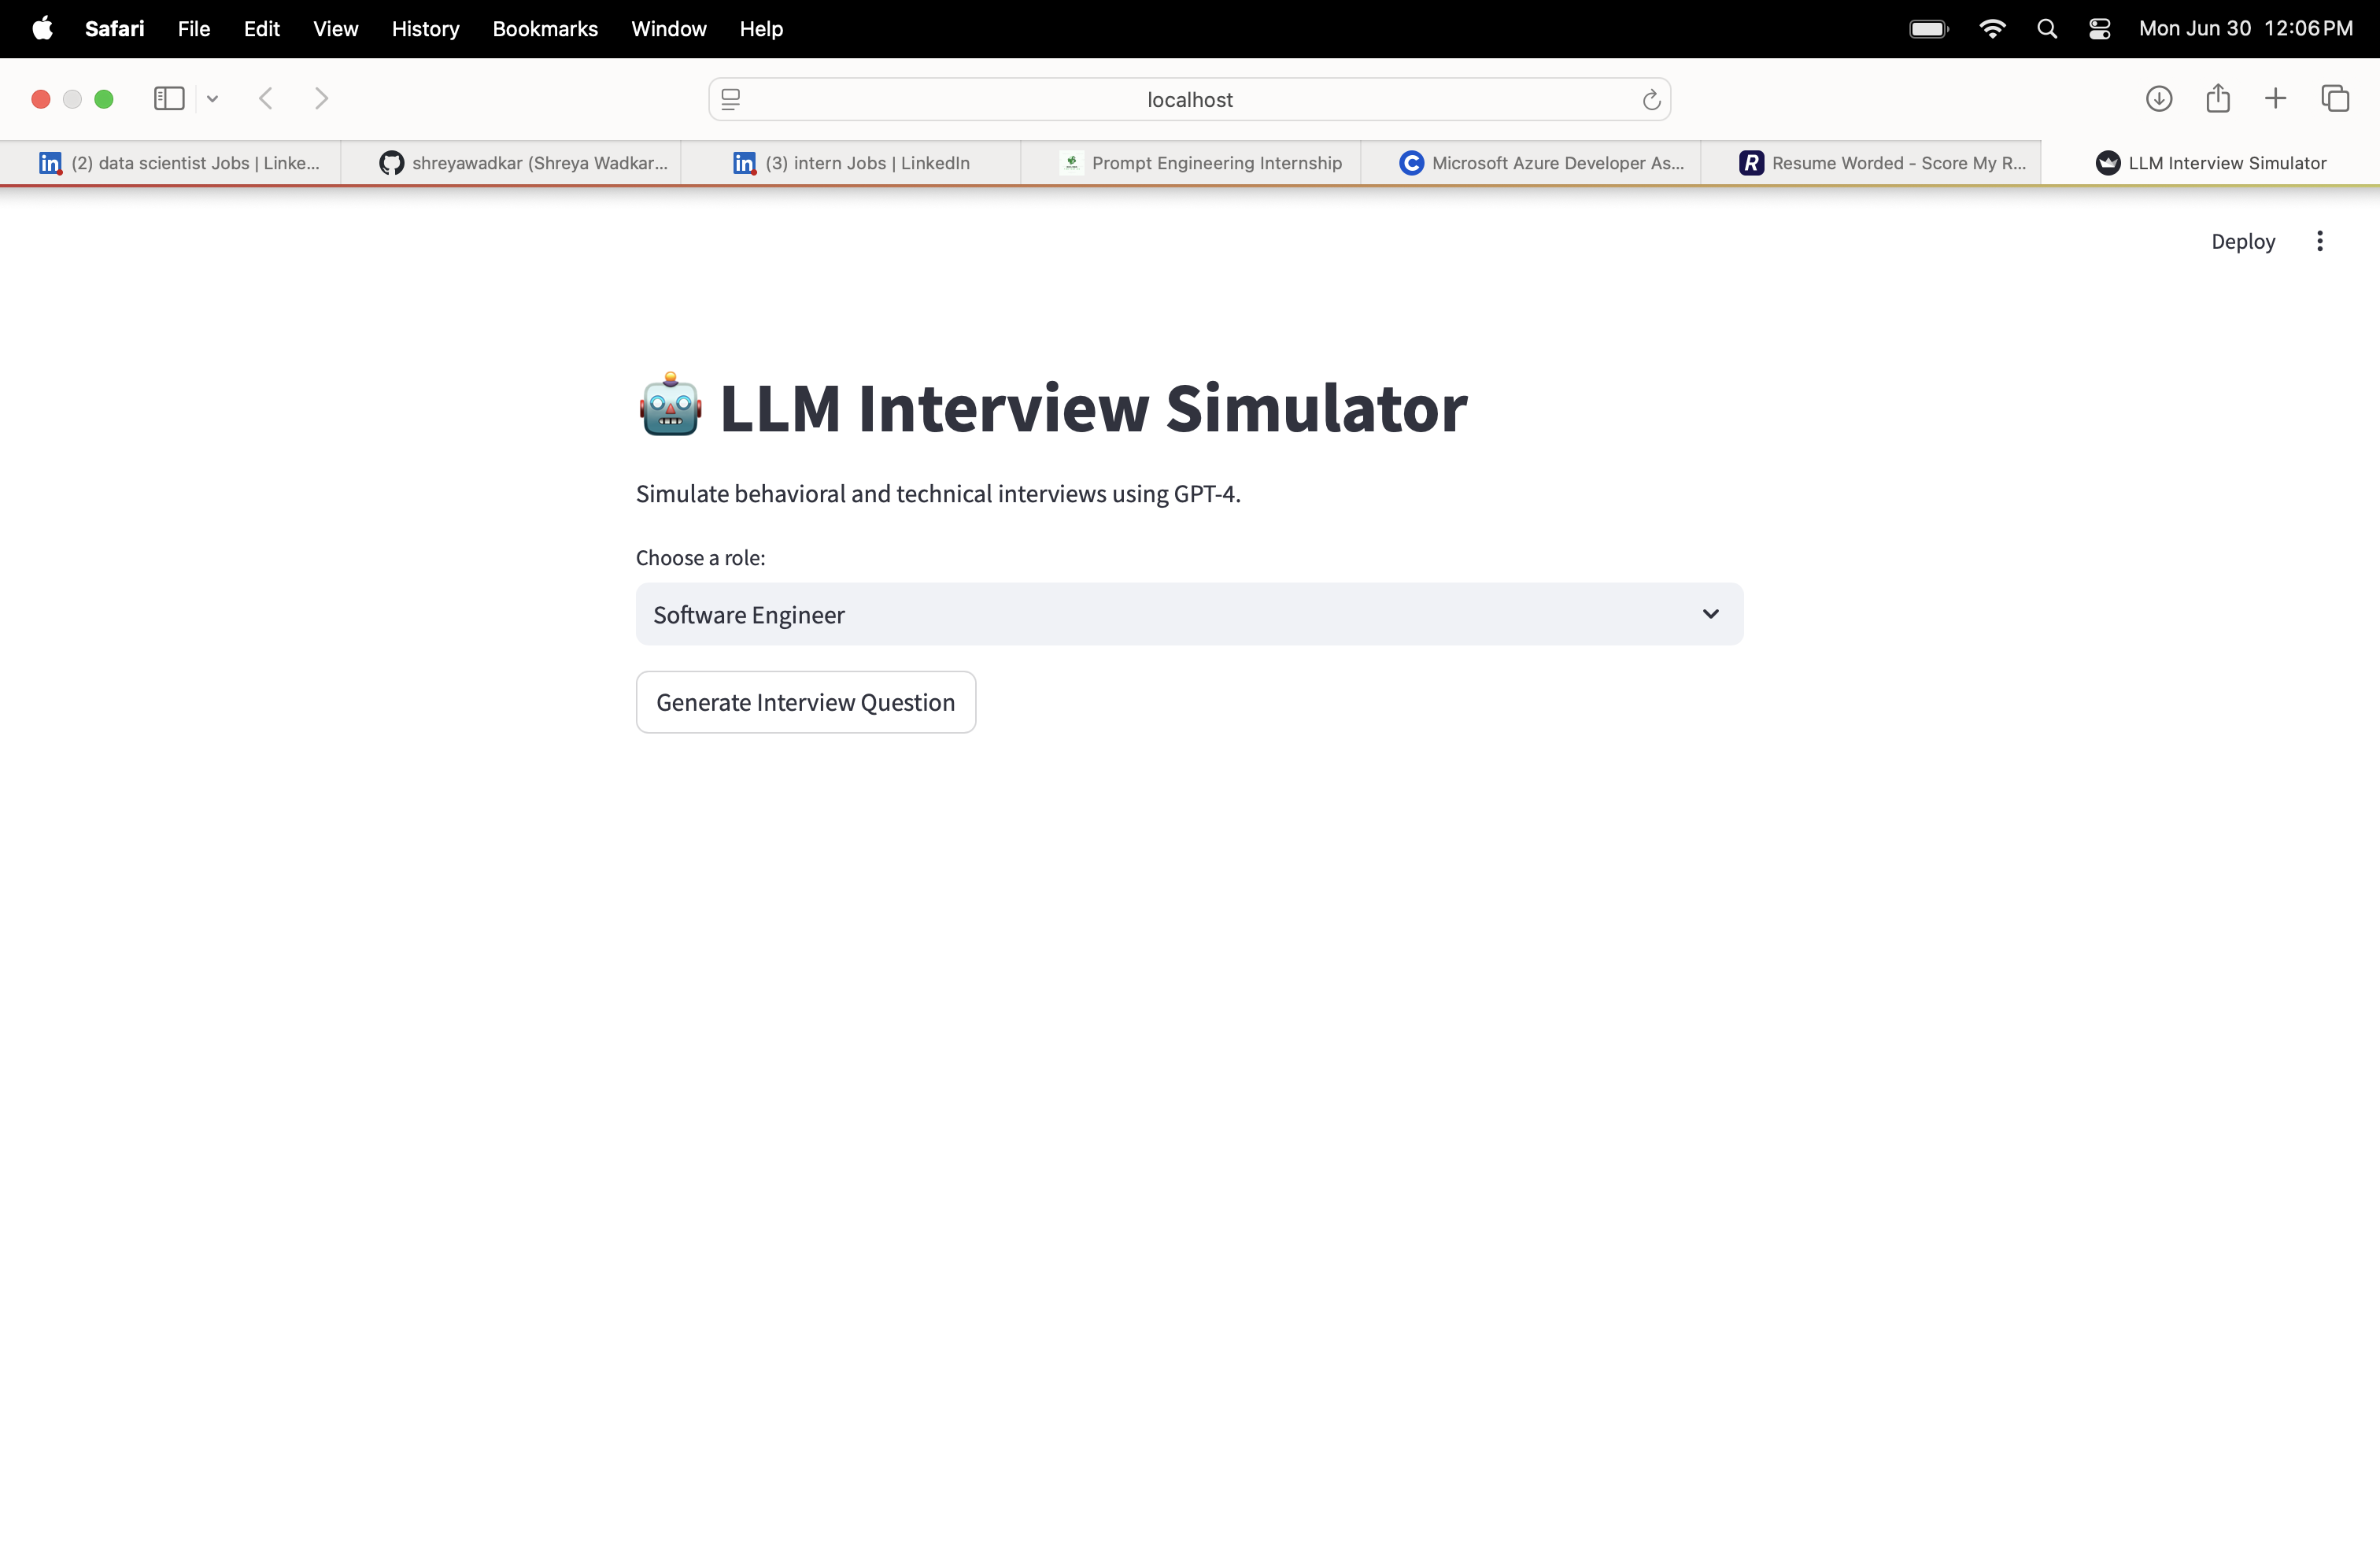 Safari File Edit View History Bookmarks Window Help Mon Jun 30 12:06 PM
localhost
in (2) data scientist Jobs | Linke... shreyawadkar (Shreya Wadkar... in (3) intern Jobs | LinkedIn Prompt Engineering Internship C Microsoft Azure Developer As... R Resume Worded - Score My R... LLM Interview Simulator
Deploy
LLM Interview Simulator
Simulate behavioral and technical interviews using GPT-4.
Choose a role:
Software Engineer
Generate Interview Question